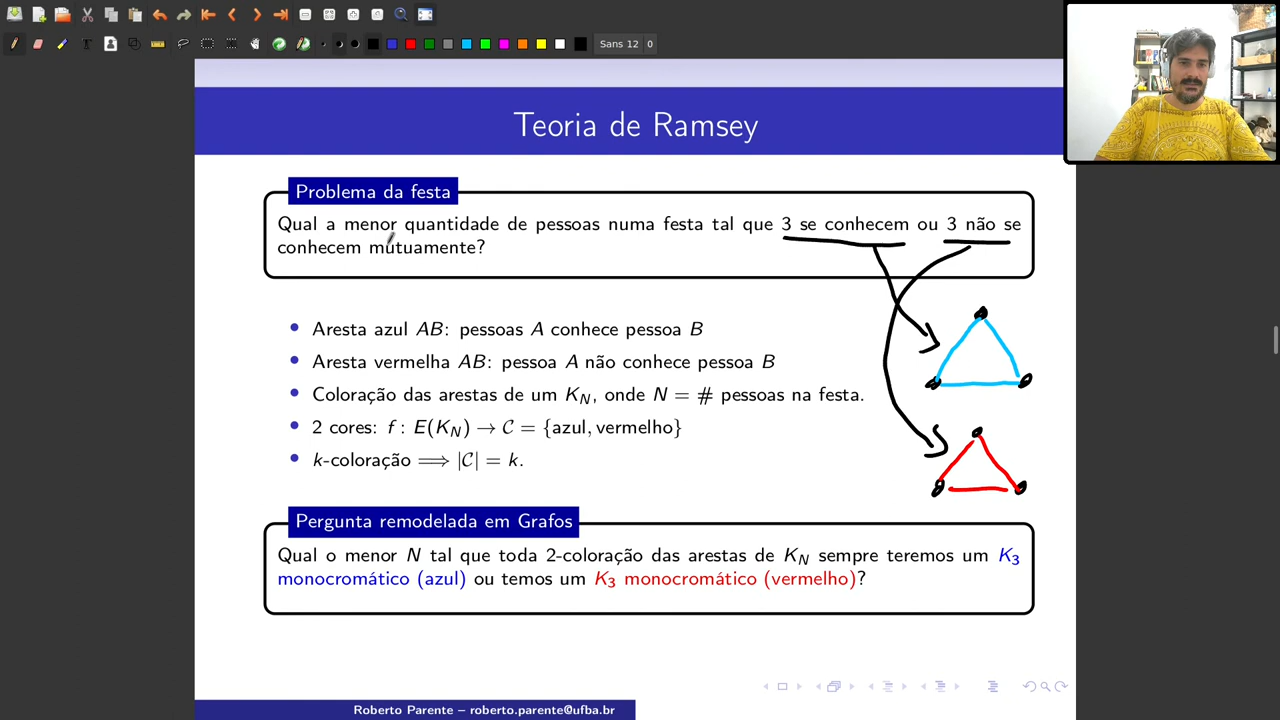 Sans 12 0
Teoria de Ramsey
Problema da festa
Qual a menor quantidade de pessoas numa festa tal que 3 se conhecem ou 3 não se
conhecem mutuamente?
• Aresta azul AB: pessoas A conhece pessoa B
• Aresta vermelha AB: pessoa A não conhece pessoa B
• Coloração das arestas de um K_N, onde N = # pessoas na festa.
• 2 cores: f : E(K_N) → C = {azul, vermelho}
• k-coloração ⟹ |C| = k.
Pergunta remodelada em Grafos
Qual o menor N tal que toda 2-coloração das arestas de K_N sempre teremos um K_3
monocromático (azul) ou temos um K_3 monocromático (vermelho)?
Roberto Parente – roberto.parente@ufba.br